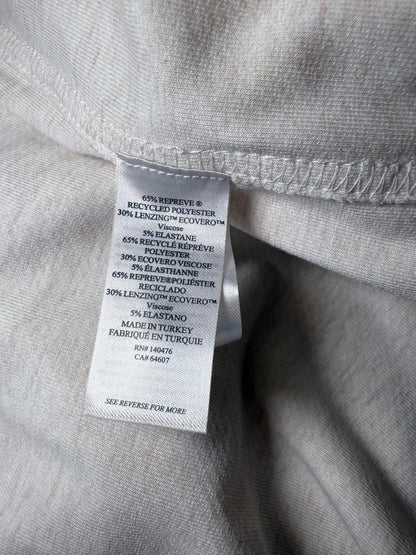 65% REPREVE ®
RECYCLED POLYESTER
30% LENZING™ ECOVERO™
Viscose
5% ELASTANE
65% RECYCLÉ RÉPRÉVE
POLYESTER
30% ECOVERO VISCOSE
5% ÉLASTHANNE
65% REPREVE®POLIÉSTER
RECICLADO
30% LENZING™ ECOVERO™
Viscose
5% ELASTANO
MADE IN TURKEY
FABRIQUÉ EN TURQUIE
RN# 140476
CA# 64607
SEE REVERSE FOR MORE